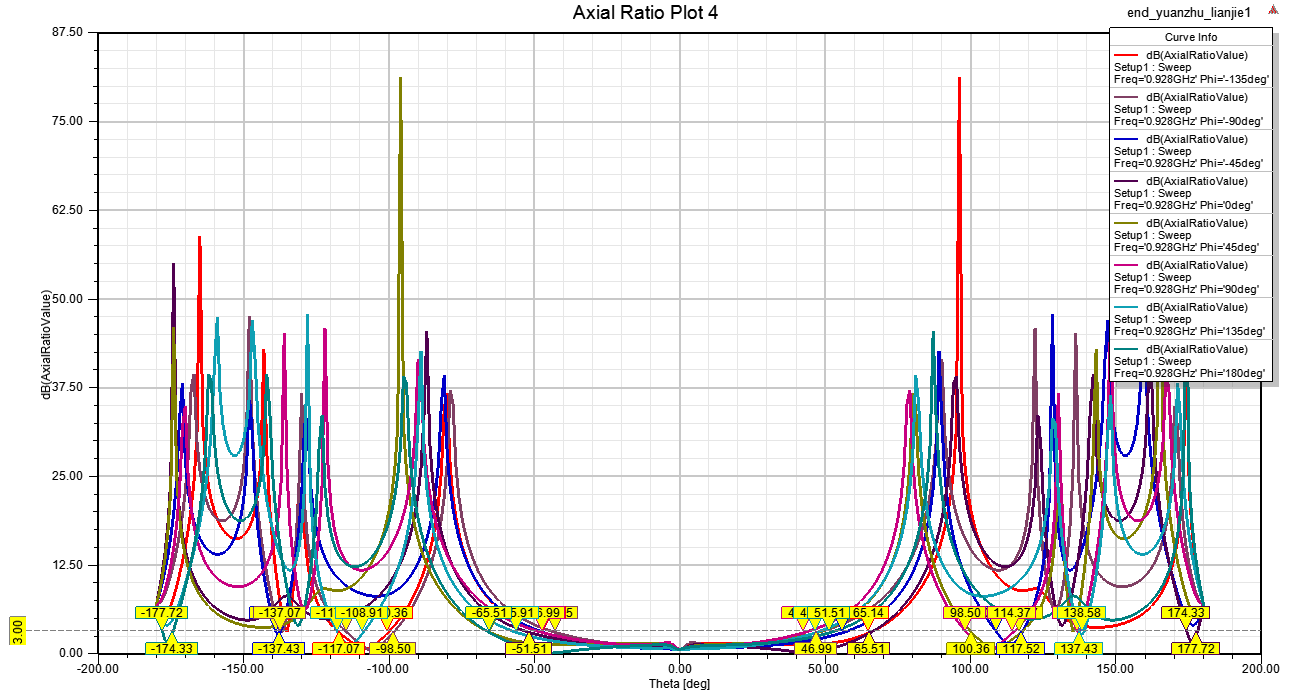 Axial Ratio Plot 4
end_yuanzhu_lianjie1
87.50
75.00
62.50
50.00
37.50
25.00
12.50
0.00
dB(AxialRatioValue)
3.00
Curve Info
dB(AxialRatioValue)
Setup1 : Sweep
Freq='0.928GHz' Phi='-135deg'
dB(AxialRatioValue)
Setup1 : Sweep
Freq='0.928GHz' Phi='-90deg'
dB(AxialRatioValue)
Setup1 : Sweep
Freq='0.928GHz' Phi='-45deg'
dB(AxialRatioValue)
Setup1 : Sweep
Freq='0.928GHz' Phi='0deg'
dB(AxialRatioValue)
Setup1 : Sweep
Freq='0.928GHz' Phi='45deg'
dB(AxialRatioValue)
Setup1 : Sweep
Freq='0.928GHz' Phi='90deg'
dB(AxialRatioValue)
Setup1 : Sweep
Freq='0.928GHz' Phi='135deg'
dB(AxialRatioValue)
Setup1 : Sweep
Freq='0.928GHz' Phi='180deg'
-177.72 -137.07 -108.91 0.36 -65.51 5.91 6.99 51.51 65.14 98.50 114.37 138.58 174.33
-174.33 -137.43 -117.07 -98.50 -51.51 46.99 65.51 100.36 117.52 137.43 177.72
-200.00 -150.00 -100.00 -50.00 0.00 50.00 100.00 150.00 200.00
Theta [deg]